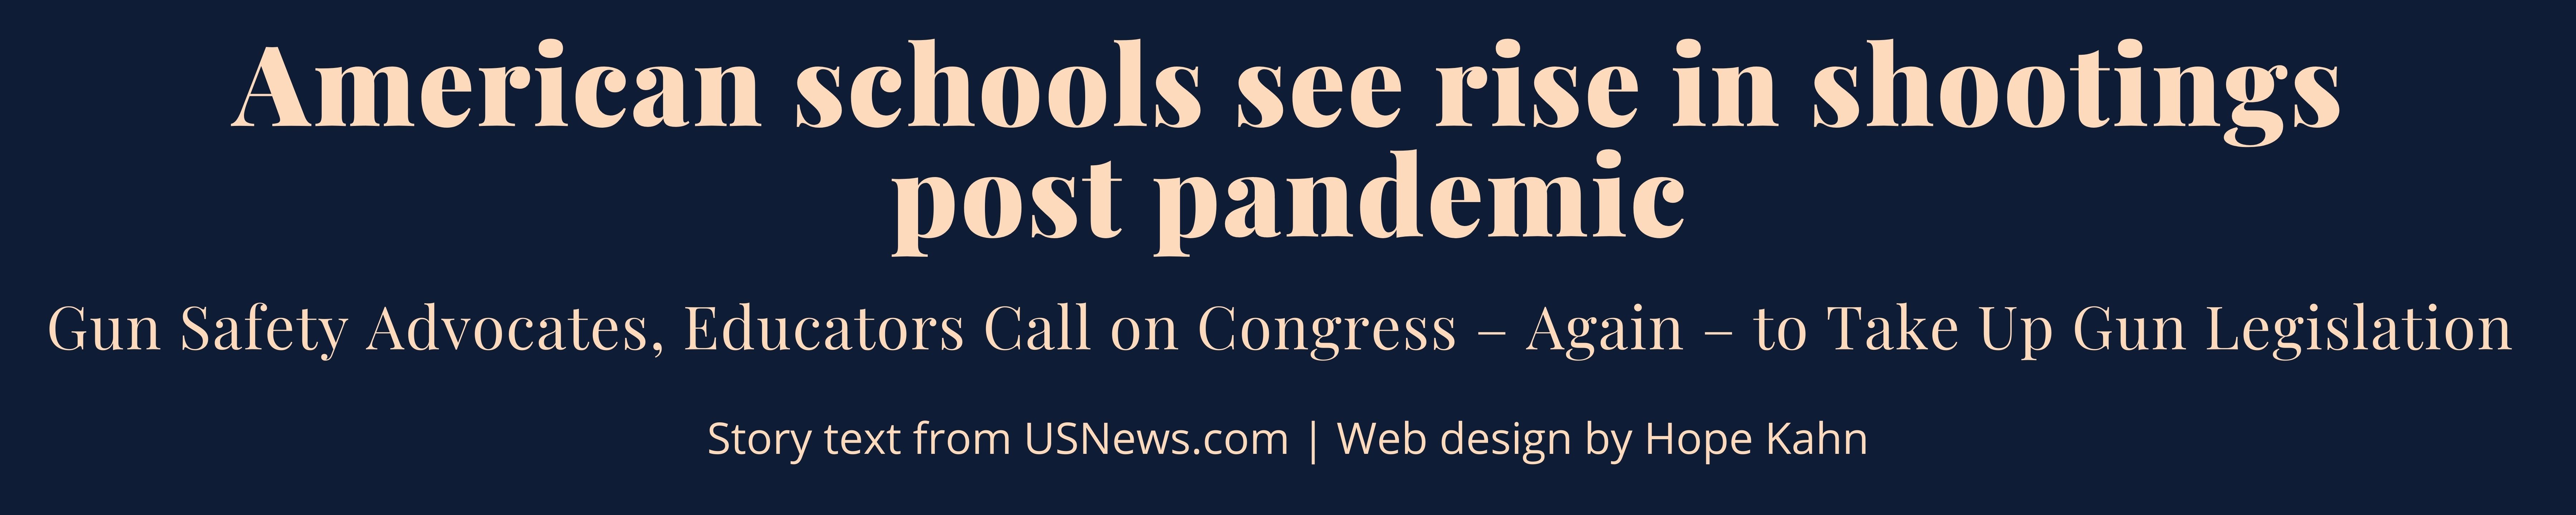 American schools see rise in shootings
post pandemic
Gun Safety Advocates, Educators Call on Congress – Again – to Take Up Gun Legislation
Story text from USNews.com | Web design by Hope Kahn